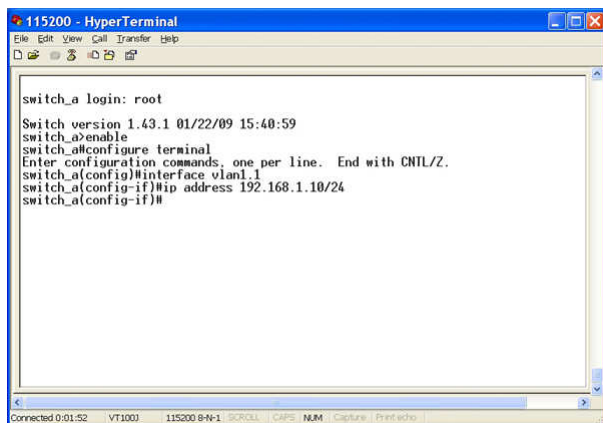 115200 - HyperTerminal
File Edit View Call Transfer Help
switch_a login: root
Switch version 1.43.1 01/22/09 15:40:59
switch_a>enable
switch_a#configure terminal
Enter configuration commands, one per line.  End with CNTL/Z.
switch_a(config)#interface vlan1.1
switch_a(config-if)#ip address 192.168.1.10/24
switch_a(config-if)#
Connected 0:01:52 VT100J 115200 8-N-1 SCROLL CAPS NUM Capture Print echo